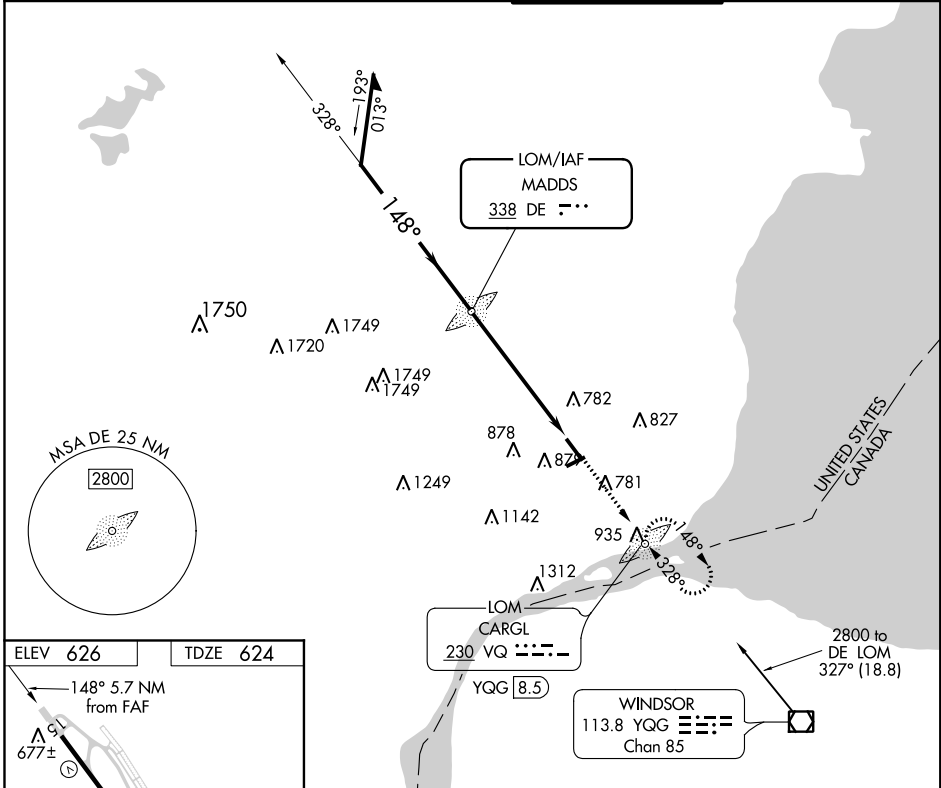 193°
013°
328°
148°
LOM/IAF
MADDS
338 DE
1750
1749
1720
1749
1749
782
827
878
879
781
1249
1142
935
148°
328°
1312
UNITED STATES
CANADA
MSA DE 25 NM
2800
LOM
CARGL
230 VQ
YQG 8.5
2800 to
DE LOM
327° (18.8)
WINDSOR
113.8 YQG
Chan 85
ELEV 626
TDZE 624
148° 5.7 NM
from FAF
15
677±
V